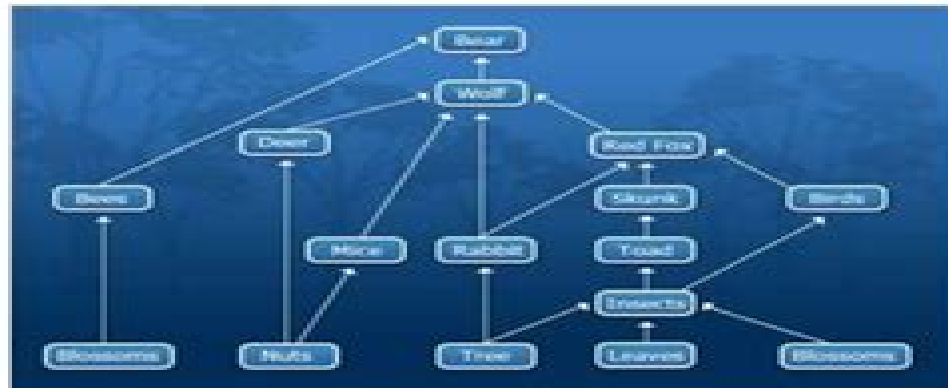 Bear
Wolf
Deer
Red Fox
Bees
Skunk
Birds
Mice
Rabbit
Toad
Insects
Blossoms
Nuts
Tree
Leaves
Blossoms